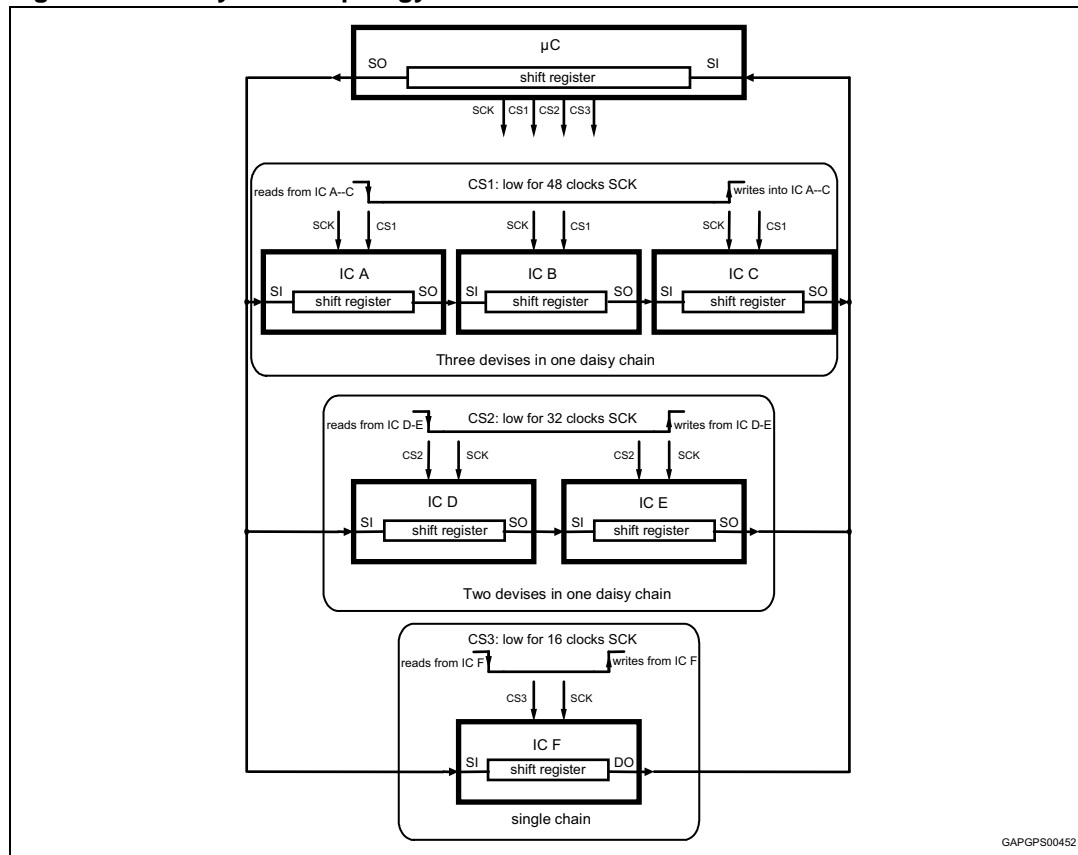 µC
SO
SI
shift register
SCK
CS1
CS2
CS3
CS1: low for 48 clocks SCK
reads from IC A--C
writes into IC A--C
SCK
CS1
SCK
CS1
SCK
CS1
IC A
IC B
IC C
SI
SO
SI
SO
SI
SO
shift register
shift register
shift register
Three devises in one daisy chain
CS2: low for 32 clocks SCK
reads from IC D-E
writes from IC D-E
CS2
SCK
CS2
SCK
IC D
IC E
SI
SO
SI
SO
shift register
shift register
Two devises in one daisy chain
CS3: low for 16 clocks SCK
reads from IC F
writes from IC F
CS3
SCK
IC F
SI
DO
shift register
single chain
GAPGPS00452